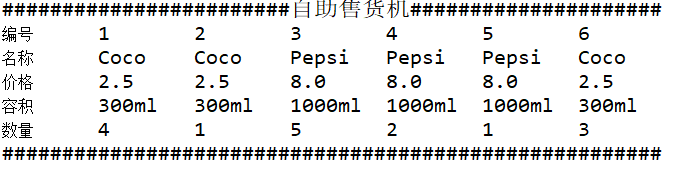 ########################自助售货机#####################
编号 1 2 3 4 5 6
名称 Coco Coco Pepsi Pepsi Pepsi Coco
价格 2.5 2.5 8.0 8.0 8.0 2.5
容积 300ml 300ml 1000ml 1000ml 1000ml 300ml
数量 4 1 5 2 1 3
#######################################################